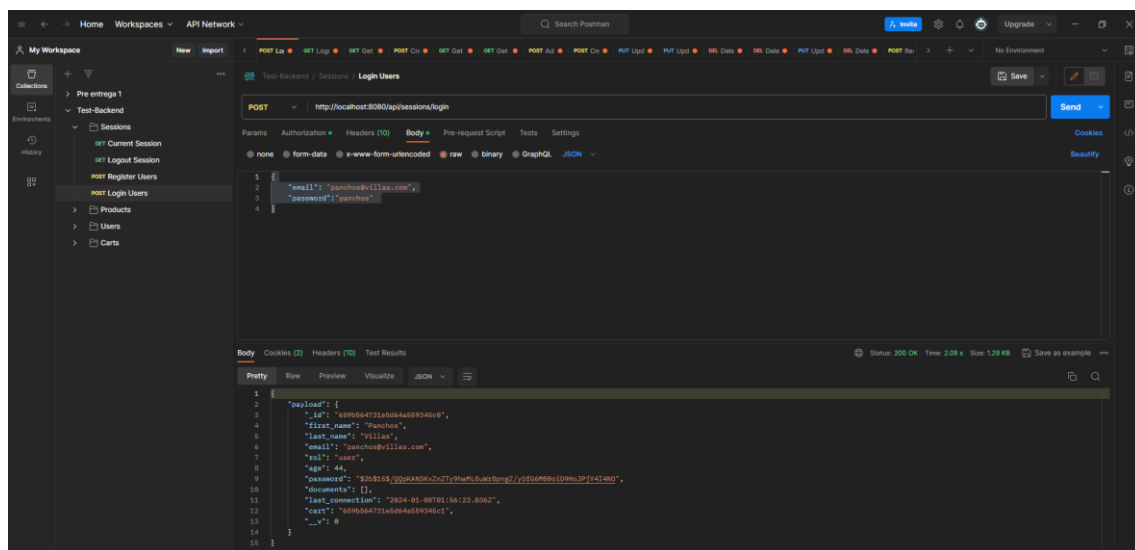 Home Workspaces API Network Search Postman Invite Upgrade
My Workspace New Import POST Lo GET Logi GET Get POST Cre GET Get GET Get POST Ad POST Cre PUT Upd PUT Upd DEL Dele DEL Dele PUT Upd DEL Dele POST Re No Environment
Collections
Environments
History
Pre entrega 1
Test-Backend
Sessions
GET Current Session
GET Logout Session
POST Register Users
POST Login Users
Products
Users
Carts
Test-Backend / Sessions / Login Users Save
POST http://localhost:8080/api/sessions/login Send
Params Authorization Headers (10) Body Pre-request Script Tests Settings Cookies
none form-data x-www-form-urlencoded raw binary GraphQL JSON Beautify
1 {
2 "email": "panchos@villas.com",
3 "password":"panchos"
4 }
Body Cookies (2) Headers (10) Test Results Status: 200 OK Time: 2.09 s Size: 1.29 KB Save as example
Pretty Raw Preview Visualize JSON
1 {
2 "payload": {
3 "_id": "659b564731e5d64a559345c0",
4 "first_name": "Panchos",
5 "last_name": "Villas",
6 "email": "panchos@villas.com",
7 "rol": "user",
8 "age": 44,
9 "password":
10 "documents": [],
11 "last_connection": "2024-01-08T01:56:23.836Z",
12 "cart": "659b564731e5d64a559345c1",
13 "__v": 0
14 }
15 }